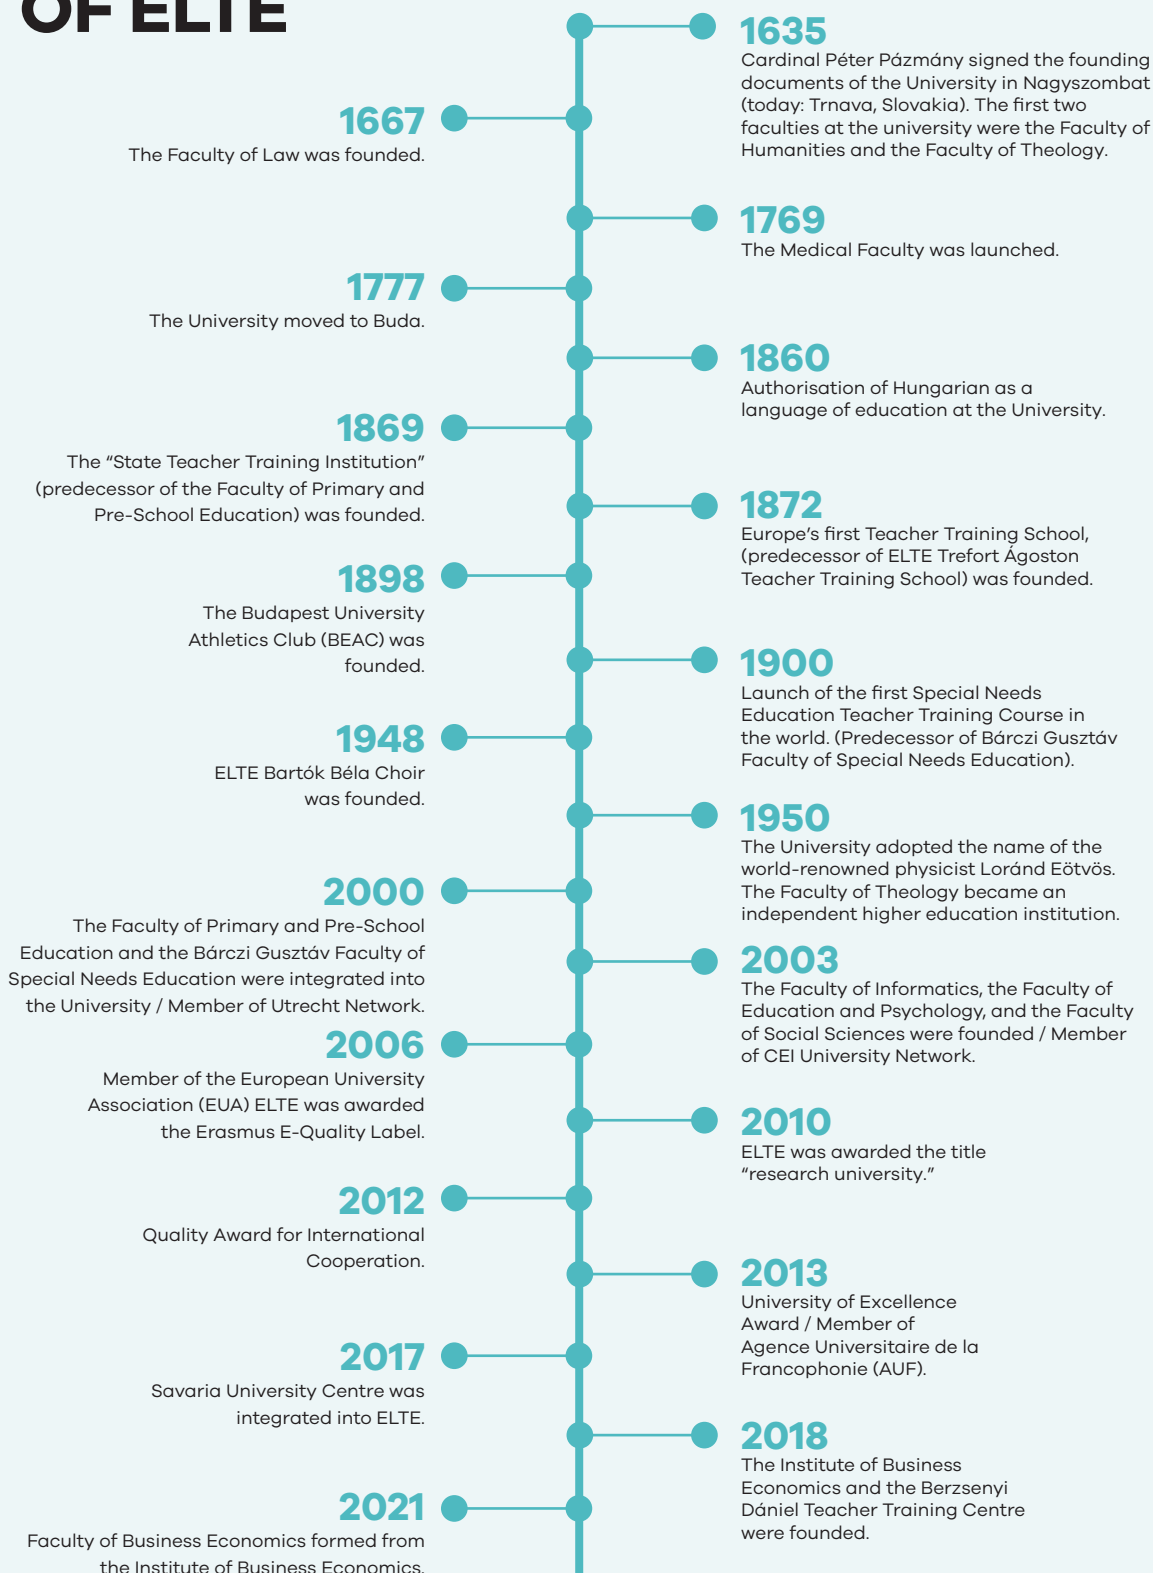 OF ELTE
1635
Cardinal Péter Pázmány signed the founding
documents of the University in Nagyszombat
(today: Trnava, Slovakia). The first two
faculties at the university were the Faculty of
Humanities and the Faculty of Theology.
1667
The Faculty of Law was founded.
1769
The Medical Faculty was launched.
1777
The University moved to Buda.
1860
Authorisation of Hungarian as a
language of education at the University.
1869
The “State Teacher Training Institution”
(predecessor of the Faculty of Primary and
Pre-School Education) was founded.
1872
Europe’s first Teacher Training School,
(predecessor of ELTE Trefort Ágoston
Teacher Training School) was founded.
1898
The Budapest University
Athletics Club (BEAC) was
founded.
1900
Launch of the first Special Needs
Education Teacher Training Course in
the world. (Predecessor of Bárczi Gusztáv
Faculty of Special Needs Education).
1948
ELTE Bartók Béla Choir
was founded.
1950
The University adopted the name of the
world-renowned physicist Loránd Eötvös.
The Faculty of Theology became an
independent higher education institution.
2000
The Faculty of Primary and Pre-School
Education and the Bárczi Gusztáv Faculty of
Special Needs Education were integrated into
the University / Member of Utrecht Network.
2003
The Faculty of Informatics, the Faculty of
Education and Psychology, and the Faculty
of Social Sciences were founded / Member
of CEI University Network.
2006
Member of the European University
Association (EUA) ELTE was awarded
the Erasmus E-Quality Label.
2010
ELTE was awarded the title
“research university.”
2012
Quality Award for International
Cooperation.
2013
University of Excellence
Award / Member of
Agence Universitaire de la
Francophonie (AUF).
2017
Savaria University Centre was
integrated into ELTE.
2018
The Institute of Business
Economics and the Berzsenyi
Dániel Teacher Training Centre
were founded.
2021
Faculty of Business Economics formed from
the Institute of Business Economics.